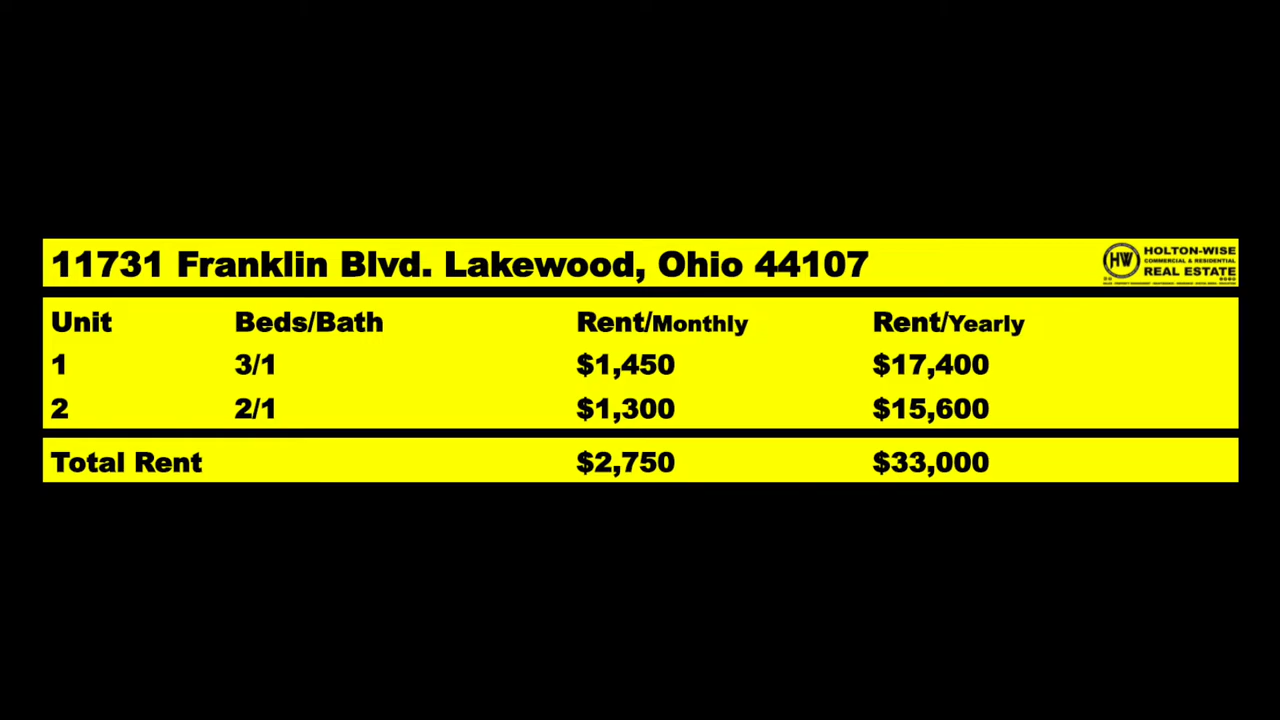 11731 Franklin Blvd. Lakewood, Ohio 44107
HW
HOLTON-WISE
COMMERCIAL & RESIDENTIAL
REAL ESTATE
Unit Beds/Bath Rent/Monthly Rent/Yearly
1 3/1 $1,450 $17,400
2 2/1 $1,300 $15,600
Total Rent $2,750 $33,000